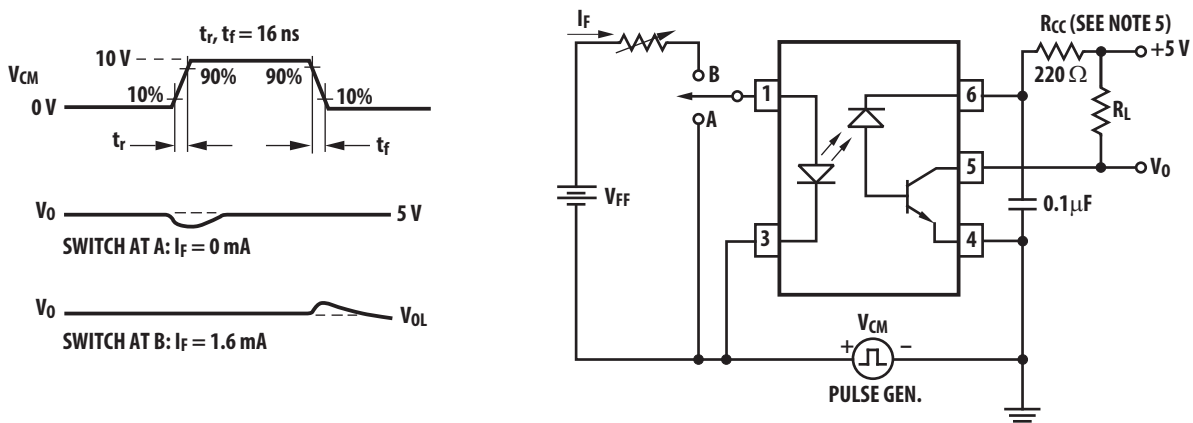 t_r, t_f = 16 ns
V_CM
10 V
0 V
10%
90%
90%
10%
t_r
t_f
V_O
5 V
SWITCH AT A: I_F = 0 mA
V_O
V_OL
SWITCH AT B: I_F = 1.6 mA
I_F
B
A
V_FF
1
3
6
5
4
R_CC (SEE NOTE 5)
220 Ω
+5 V
R_L
V_O
0.1μF
V_CM
+
–
PULSE GEN.